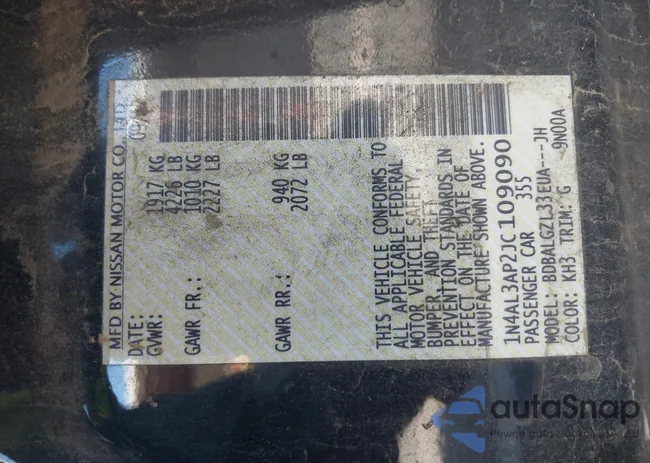 MFD BY NISSAN MOTOR CO., LTD.
DATE:
GVWR: 1917 KG
4226 LB
GAWR FR.: 1010 KG
2227 LB
GAWR RR.: 940 KG
2072 LB
THIS VEHICLE CONFORMS TO
ALL APPLICABLE FEDERAL
MOTOR VEHICLE SAFETY,
BUMPER AND THEFT
PREVENTION STANDARDS IN
EFFECT ON THE DATE OF
MANUFACTURE SHOWN ABOVE.
1N4AL3AP2JC109090
PASSENGER CAR 355
MODEL: BDBALGZL33EUA----JH
COLOR: KH3 TRIM: G 9N00A
autaSnap